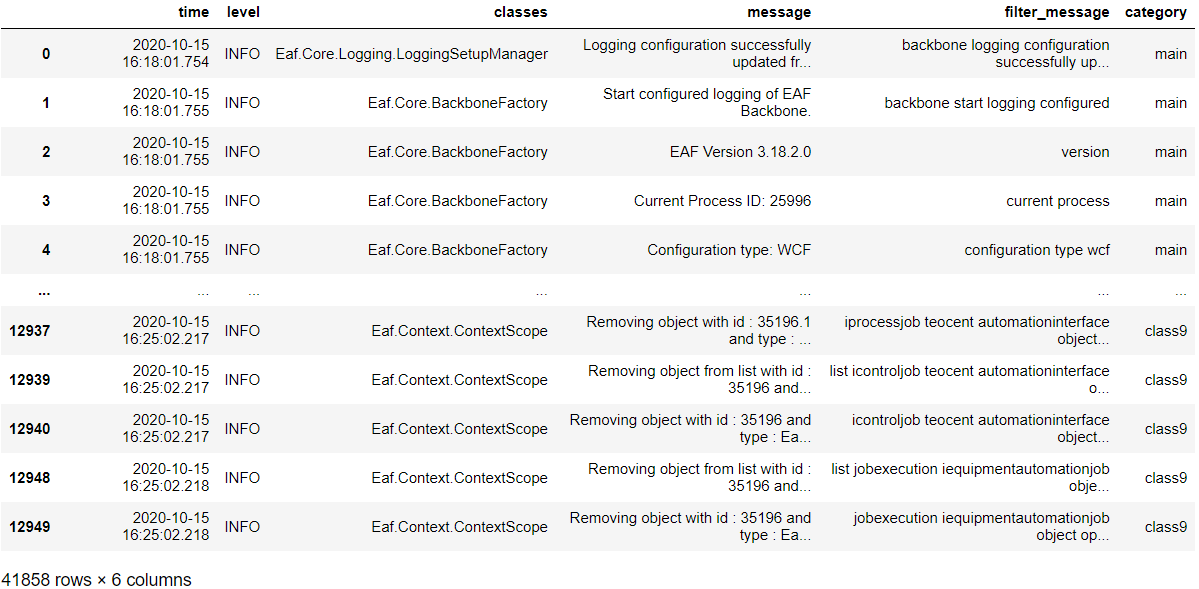 time level classes message filter_message category
0 2020-10-15 16:18:01.754 INFO Eaf.Core.Logging.LoggingSetupManager Logging configuration successfully updated fr... backbone logging configuration successfully up... main
1 2020-10-15 16:18:01.755 INFO Eaf.Core.BackboneFactory Start configured logging of EAF Backbone. backbone start logging configured main
2 2020-10-15 16:18:01.755 INFO Eaf.Core.BackboneFactory EAF Version 3.18.2.0 version main
3 2020-10-15 16:18:01.755 INFO Eaf.Core.BackboneFactory Current Process ID: 25996 current process main
4 2020-10-15 16:18:01.755 INFO Eaf.Core.BackboneFactory Configuration type: WCF configuration type wcf main
... ... ... ... ... ... ...
12937 2020-10-15 16:25:02.217 INFO Eaf.Context.ContextScope Removing object with id : 35196.1 and type : ... iprocessjob teocent automationinterface object... class9
12939 2020-10-15 16:25:02.217 INFO Eaf.Context.ContextScope Removing object from list with id : 35196 and... list icontroljob teocent automationinterface o... class9
12940 2020-10-15 16:25:02.217 INFO Eaf.Context.ContextScope Removing object with id : 35196 and type : Ea... icontroljob teocent automationinterface object... class9
12948 2020-10-15 16:25:02.218 INFO Eaf.Context.ContextScope Removing object from list with id : 35196 and... list jobexecution iequipmentautomationjob obje... class9
12949 2020-10-15 16:25:02.218 INFO Eaf.Context.ContextScope Removing object with id : 35196 and type : Ea... jobexecution iequipmentautomationjob object op... class9
41858 rows × 6 columns